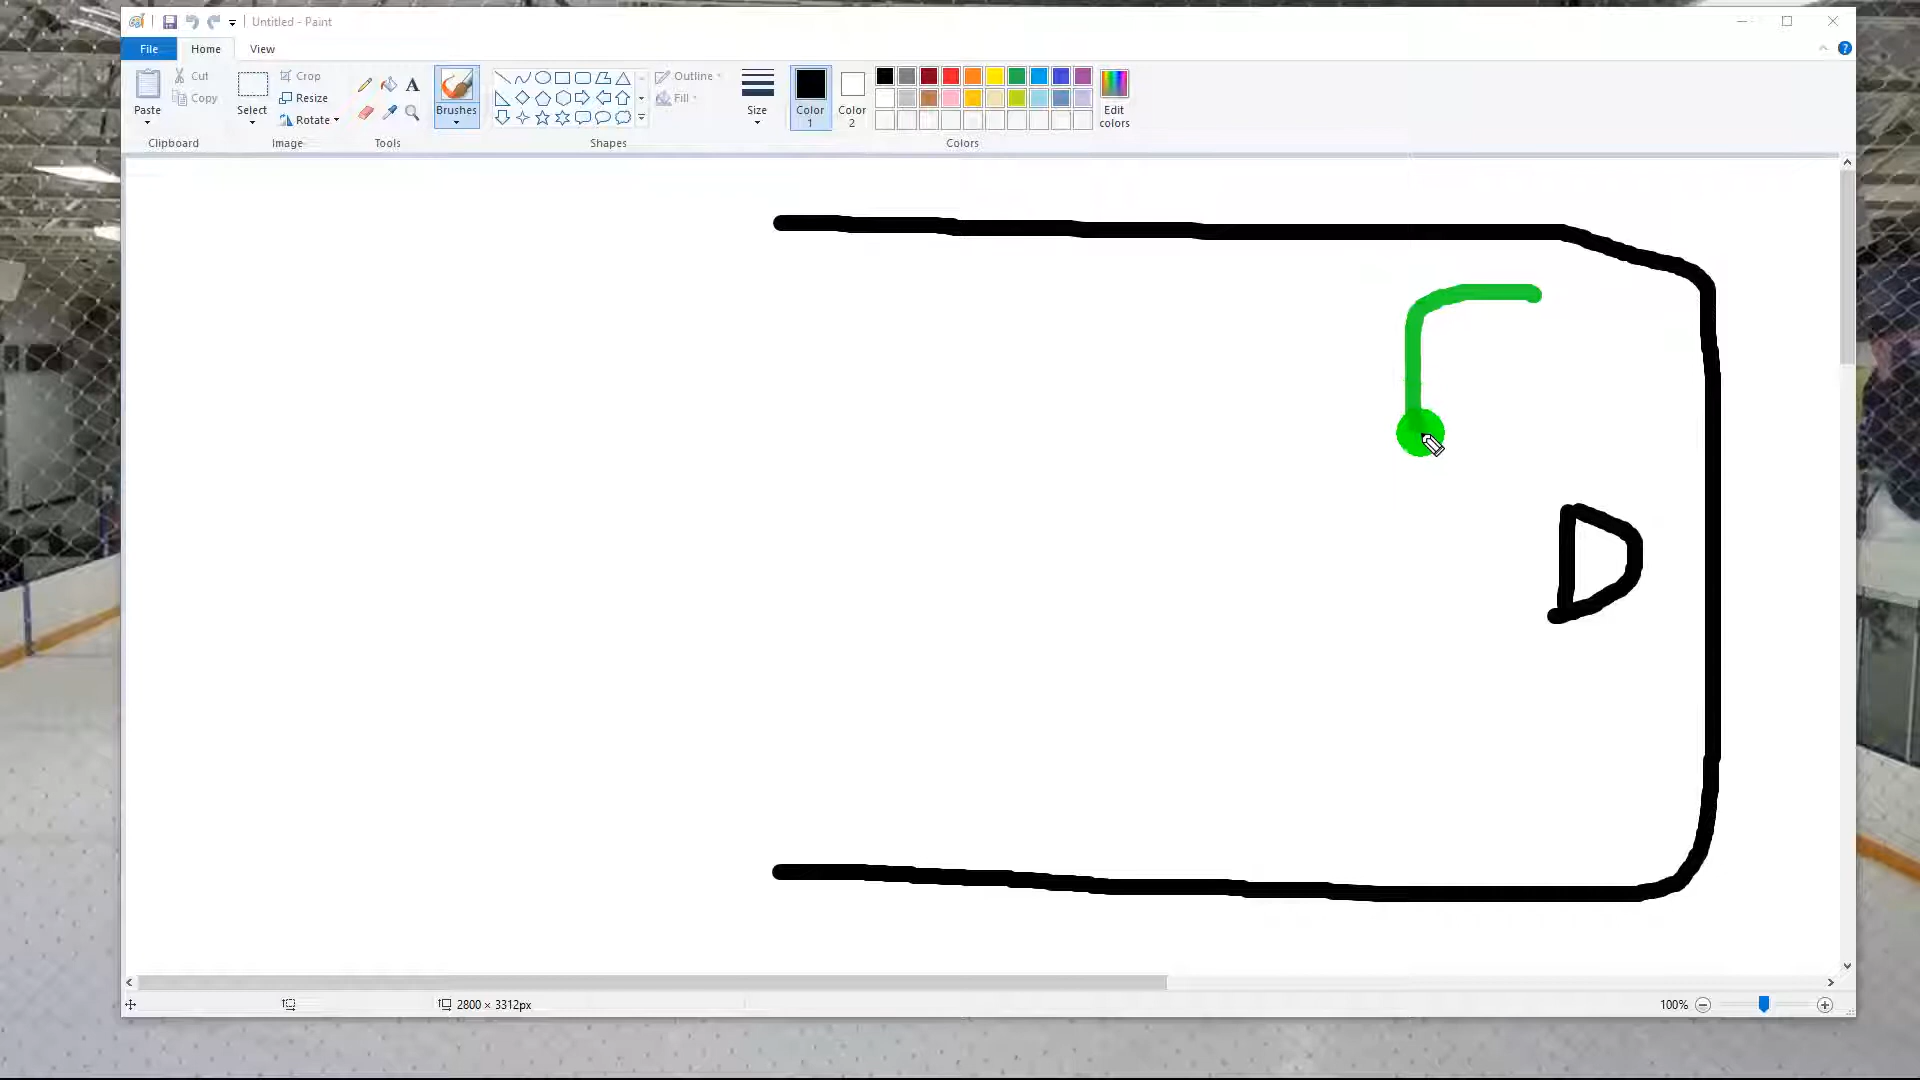 Untitled - Paint
File Home View
Paste
Cut
Copy
Select
Crop
Resize
Rotate
A
Brushes
Outline
Fill
Size
Color 1
Color 2
Edit colors
Clipboard
Image
Tools
Shapes
Colors
D
2800 × 3312px
100%